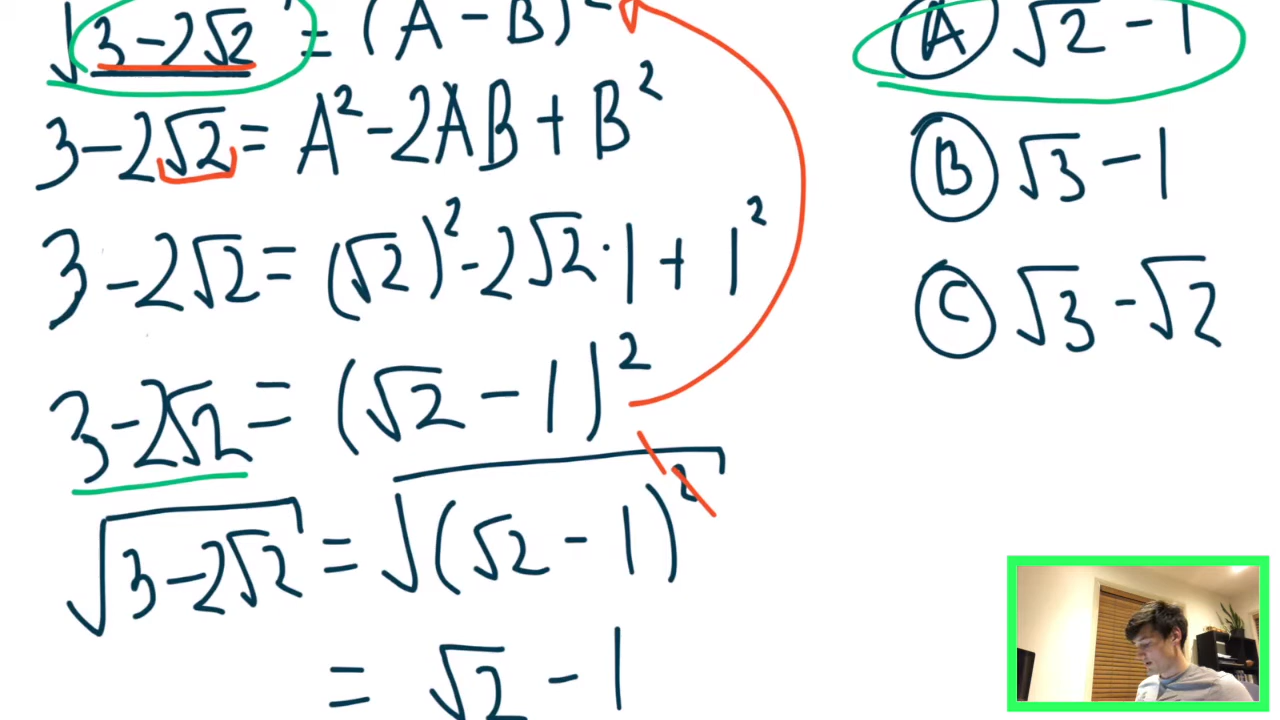 √3-2√2 = (A - B)²
3-2√2 = A² - 2AB + B²
3-2√2 = (√2)² - 2√2·1 + 1²
3-2√2 = (√2 - 1)²
√3-2√2 = √(√2 - 1)²
= √2 - 1
A √2 - 1
B √3 - 1
C √3 - √2